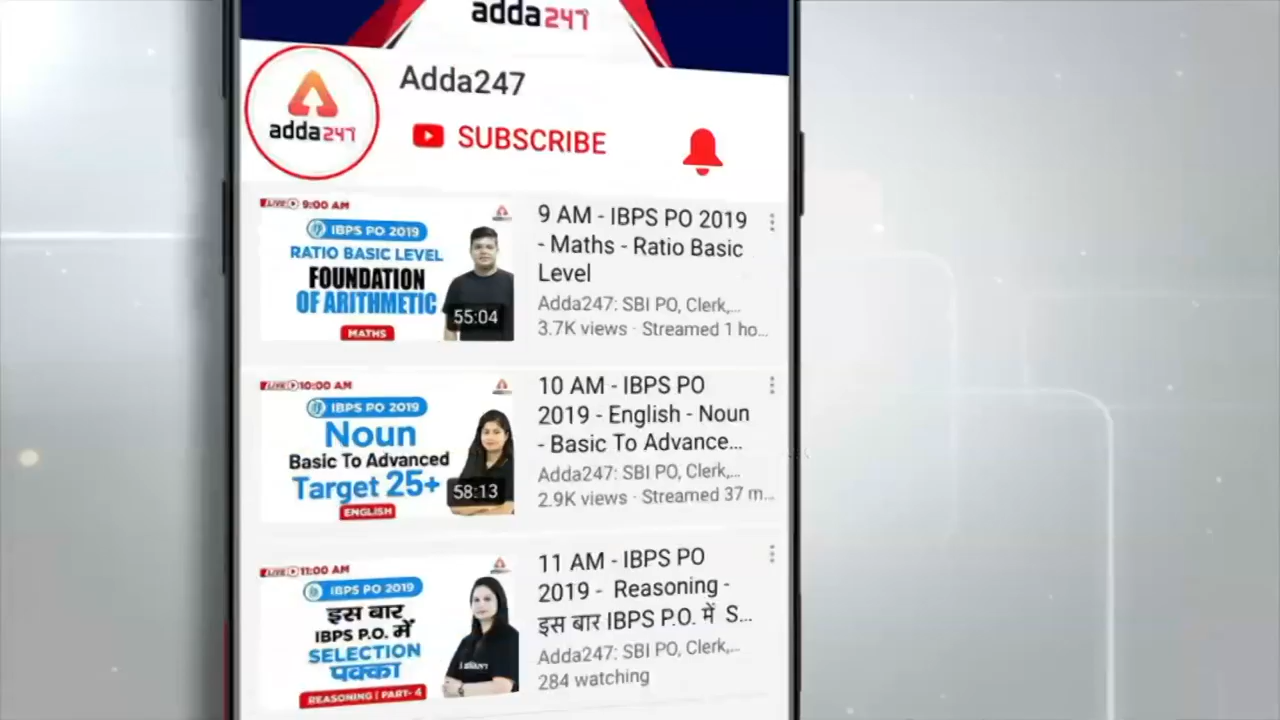 adda247
Adda247
adda247
SUBSCRIBE
LIVE 9:00 AM
IBPS PO 2019
RATIO BASIC LEVEL
FOUNDATION
OF ARITHMETIC
55:04
MATHS
9 AM - IBPS PO 2019
- Maths - Ratio Basic
Level
Adda247: SBI PO, Clerk,...
3.7K views · Streamed 1 ho...
LIVE 10:00 AM
IBPS PO 2019
Noun
Basic To Advanced
Target 25+
58:13
ENGLISH
10 AM - IBPS PO
2019 - English - Noun
- Basic To Advance...
Adda247: SBI PO, Clerk,...
2.9K views · Streamed 37 m...
LIVE 11:00 AM
IBPS PO 2019
इस बार
IBPS P.O. में
SELECTION
पक्का
REASONING | PART- 4
11 AM - IBPS PO
2019 - Reasoning -
इस बार IBPS P.O. में S...
Adda247: SBI PO, Clerk,...
284 watching